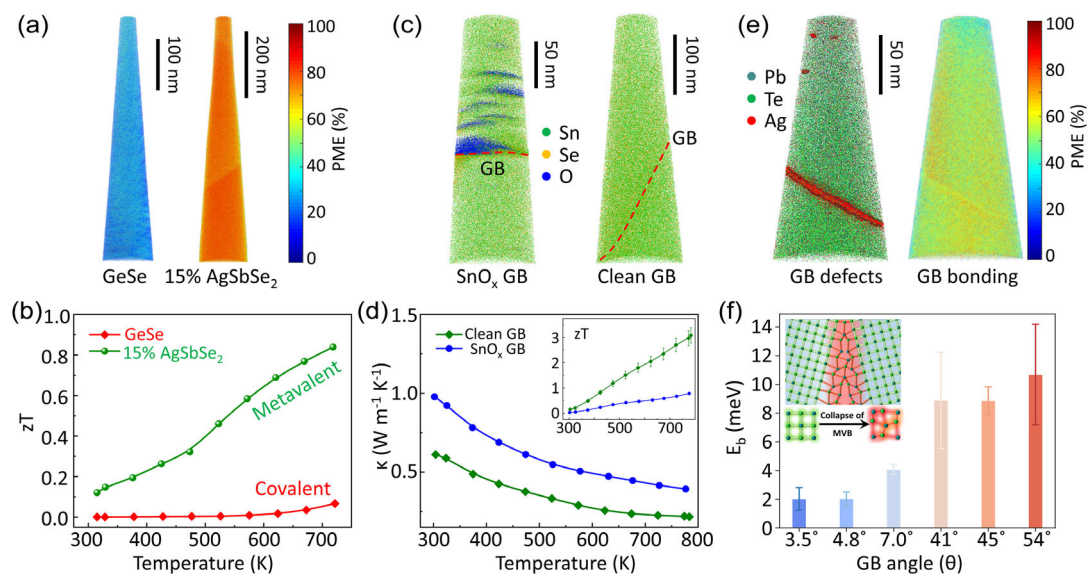 (a)
100 nm
200 nm
100
80
60
40
20
0
PME (%)
GeSe
15% AgSbSe₂
(c)
50 nm
100 nm
Sn
Se
O
GB
GB
SnOₓ GB
Clean GB
(e)
50 nm
Pb
Te
Ag
100
80
60
40
20
0
PME (%)
GB defects
GB bonding
(b)
1.0
0.8
0.6
0.4
0.2
0.0
zT
GeSe
15% AgSbSe₂
Metavalent
Covalent
300 400 500 600 700
Temperature (K)
(d)
1.5
1.0
0.5
κ (W m⁻¹ K⁻¹)
Clean GB
SnOₓ GB
zT
3
2
1
0
300 450 600 750
300 400 500 600 700 800
Temperature (K)
(f)
14
12
10
8
6
4
2
0
E_b (meV)
Collapse of
MVB
3.5° 4.8° 7.0° 41° 45° 54°
GB angle (θ)